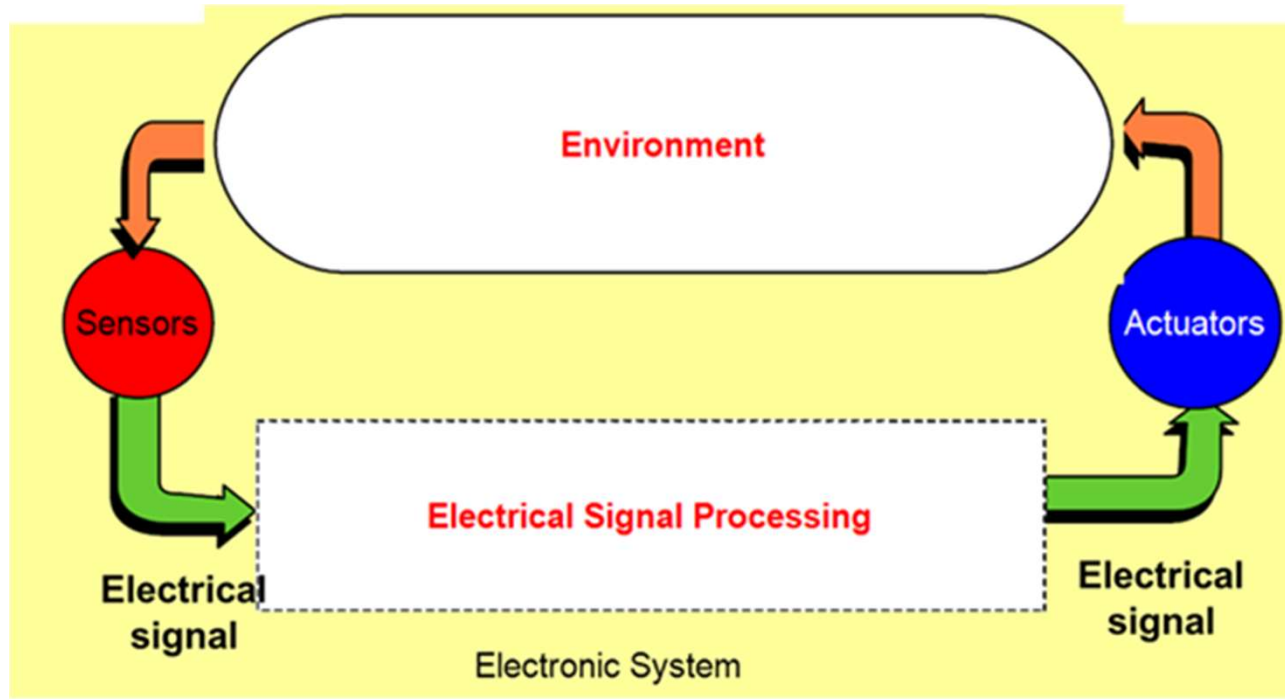 Environment
Sensors
Actuators
Electrical Signal Processing
Electrical
signal
Electrical
signal
Electronic System